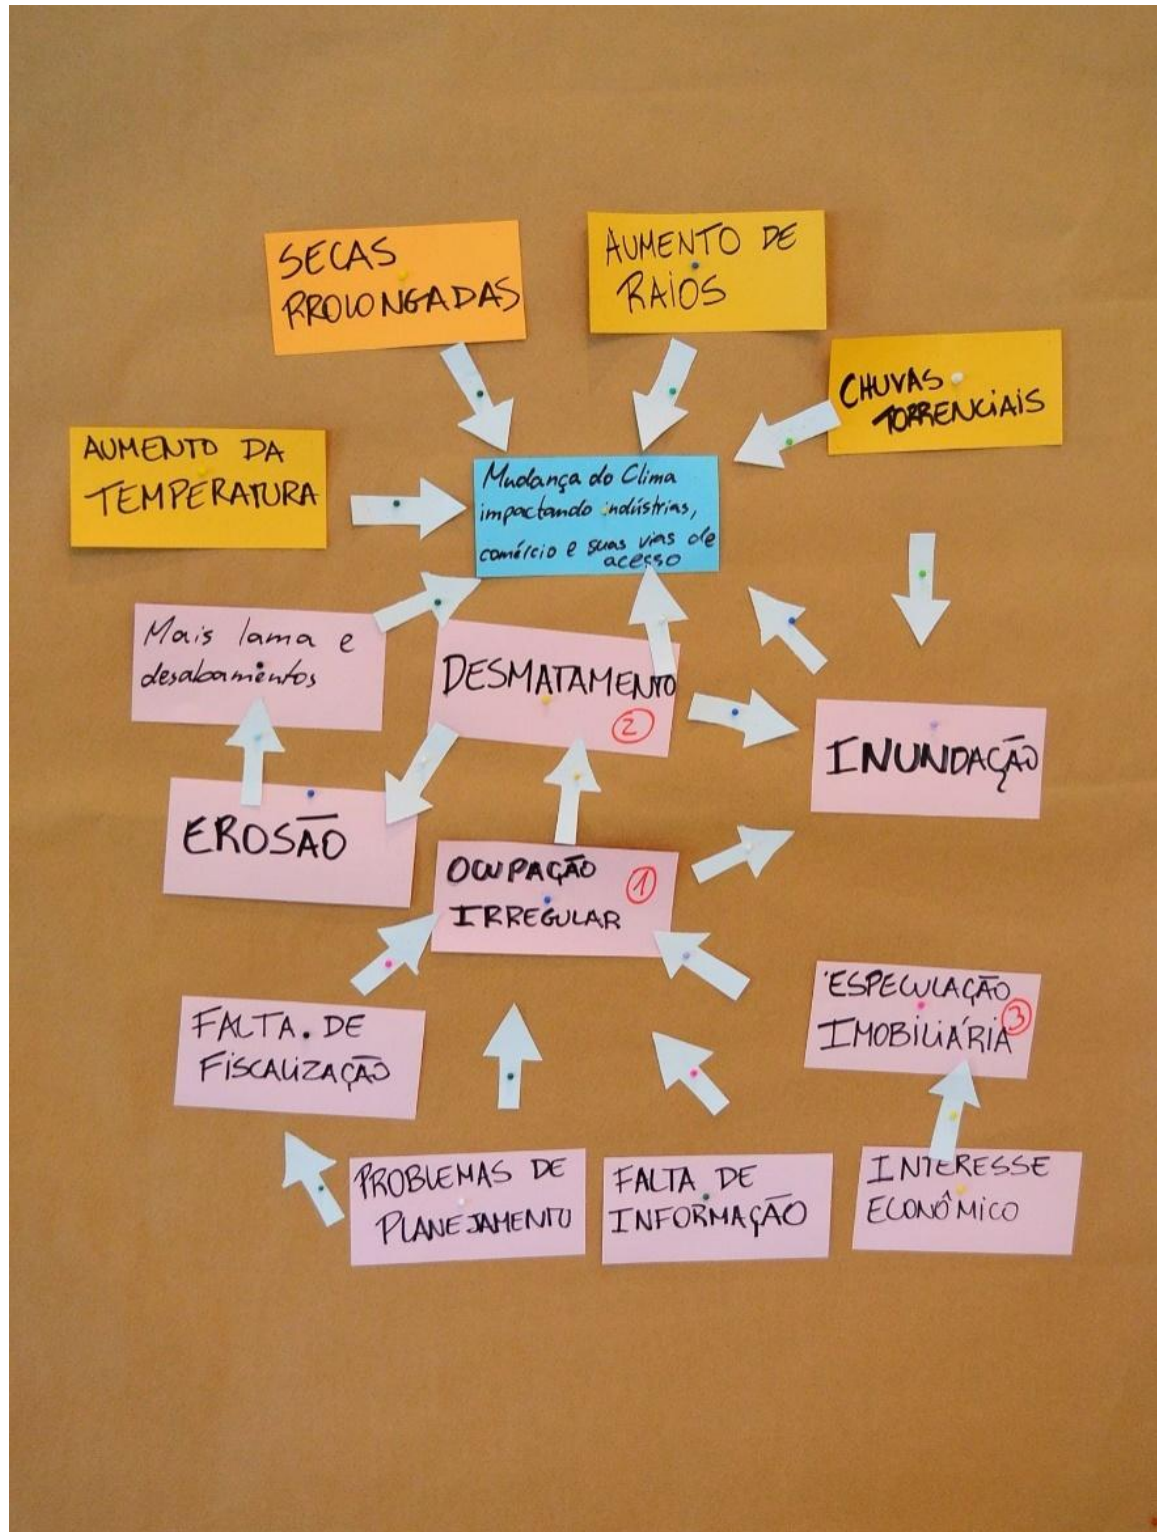 SECAS
PROLONGADAS
AUMENTO DE
RAIOS
CHUVAS
TORRENCIAIS
AUMENTO DA
TEMPERATURA
Mudança do Clima
impactando indústrias,
comércio e suas vias de
acesso
Mais lama e
desabamentos
DESMATAMENTO
2
INUNDAÇÃO
EROSÃO
OCUPAÇÃO
IRREGULAR
1
ESPECULAÇÃO
IMOBILIÁRIA
3
FALTA DE
FISCALIZAÇÃO
PROBLEMAS DE
PLANEJAMENTO
FALTA DE
INFORMAÇÃO
INTERESSE
ECONÔMICO